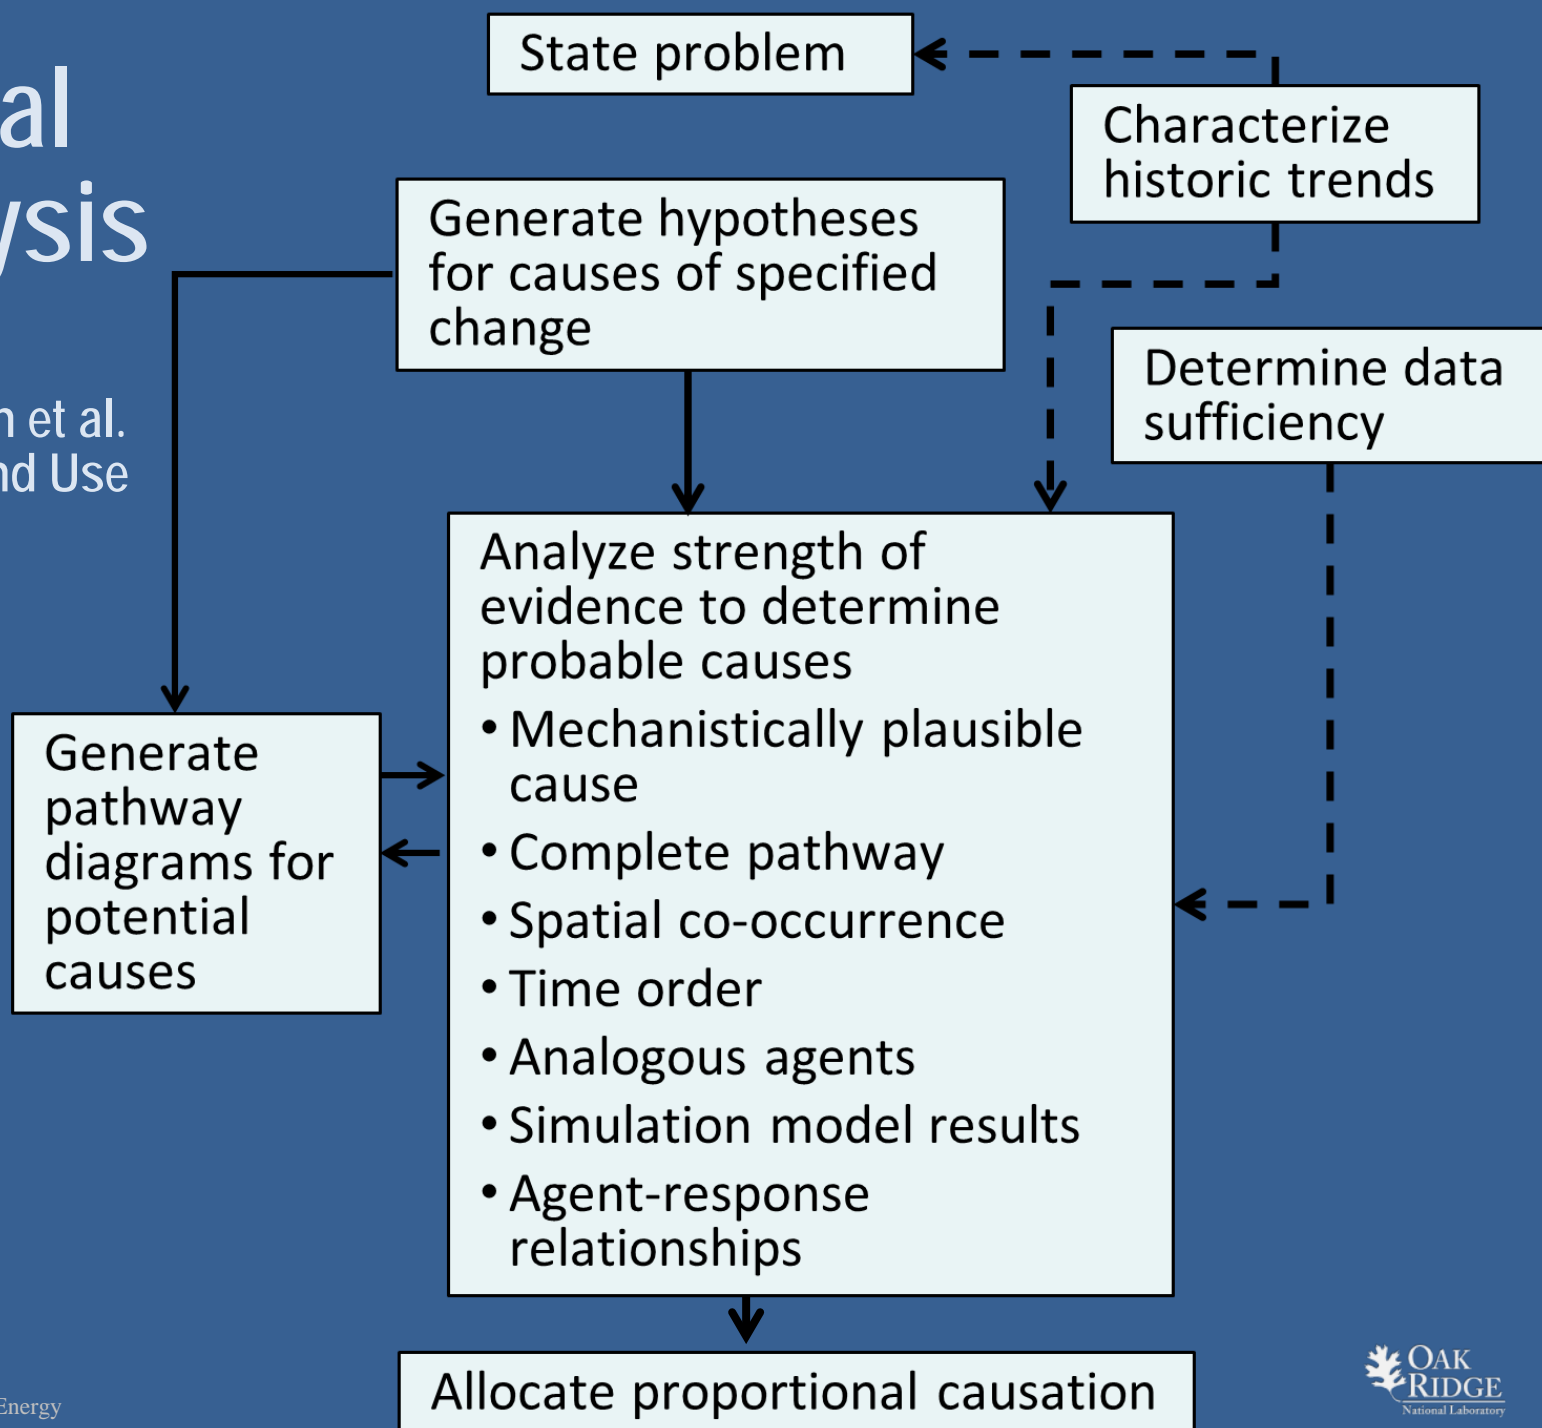 al
ysis
n et al.
nd Use
State problem
Characterize
historic trends
Generate hypotheses
for causes of specified
change
Determine data
sufficiency
Analyze strength of
evidence to determine
probable causes
• Mechanistically plausible
cause
• Complete pathway
• Spatial co-occurrence
• Time order
• Analogous agents
• Simulation model results
• Agent-response
relationships
Generate
pathway
diagrams for
potential
causes
Allocate proportional causation
Energy
OAK
RIDGE
National Laboratory